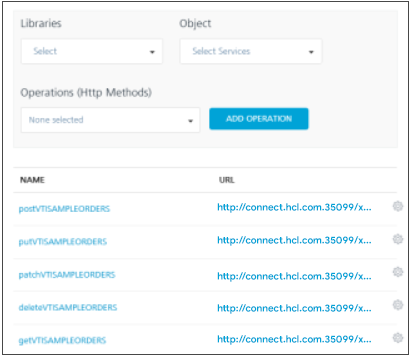 Libraries Object
Select Select Services
Operations (Http Methods)
None selected ADD OPERATION
NAME URL
postVTISAMPLEORDERS http://connect.hcl.com.35099/x...
putVTISAMPLEORDERS http://connect.hcl.com.35099/x...
patchVTISAMPLEORDERS http://connect.hcl.com.35099/x...
deleteVTISAMPLEORDERS http://connect.hcl.com.35099/x...
getVTISAMPLEORDERS http://connect.hcl.com.35099/x...